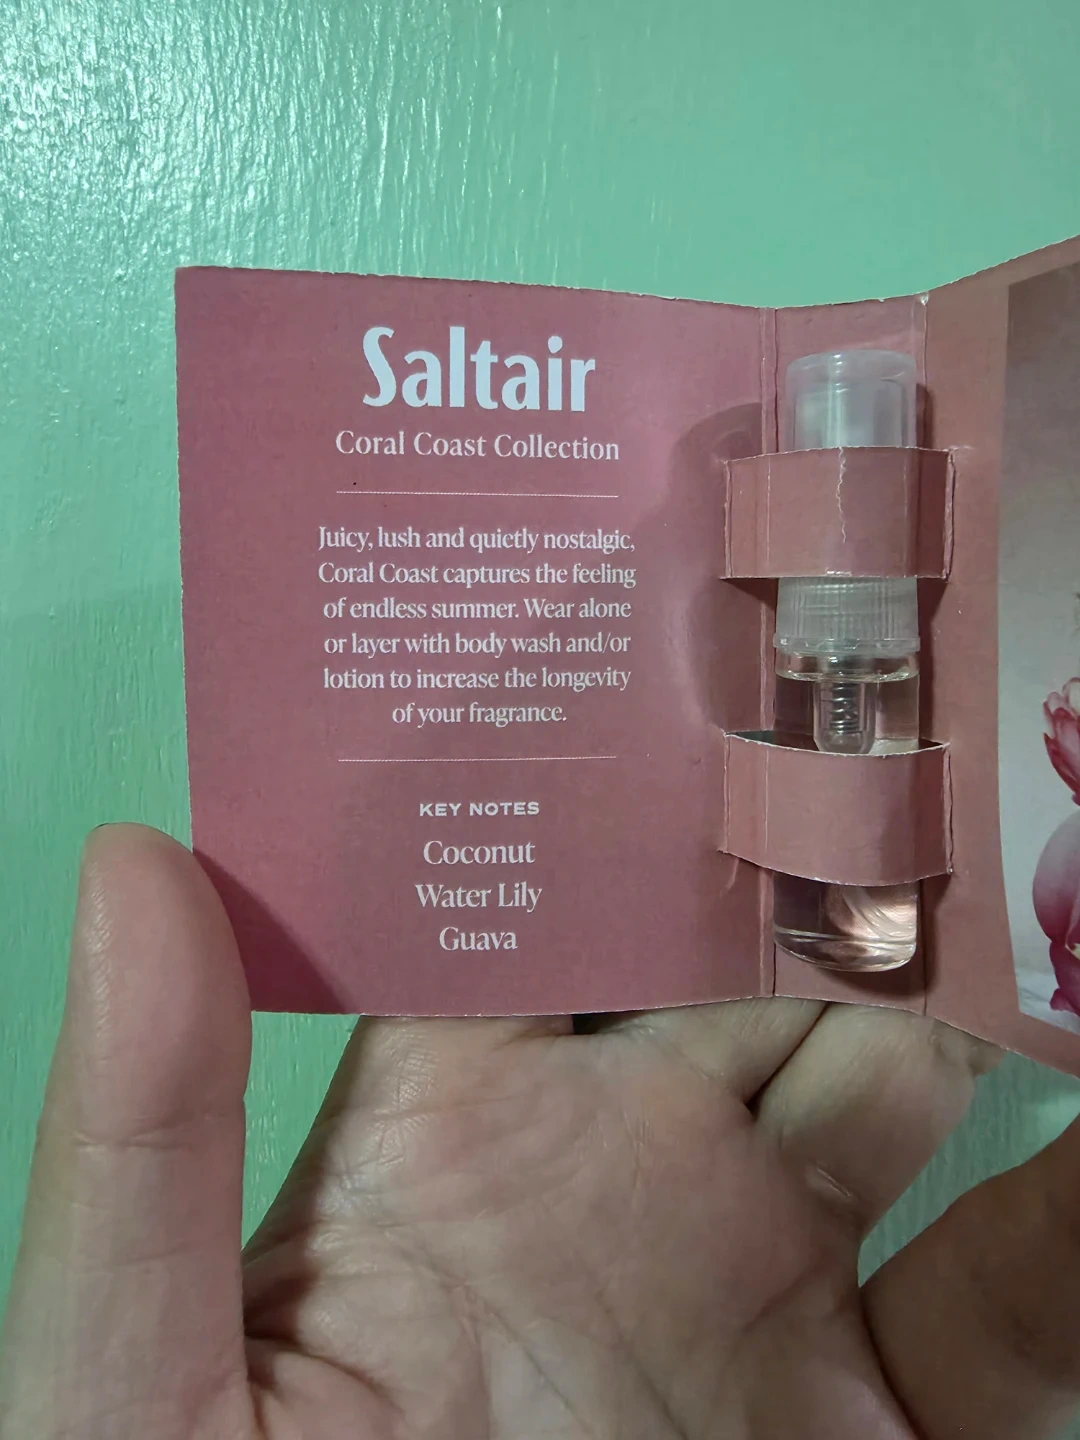 Saltair
Coral Coast Collection
Juicy, lush and quietly nostalgic,
Coral Coast captures the feeling
of endless summer. Wear alone
or layer with body wash and/or
lotion to increase the longevity
of your fragrance.
KEY NOTES
Coconut
Water Lily
Guava